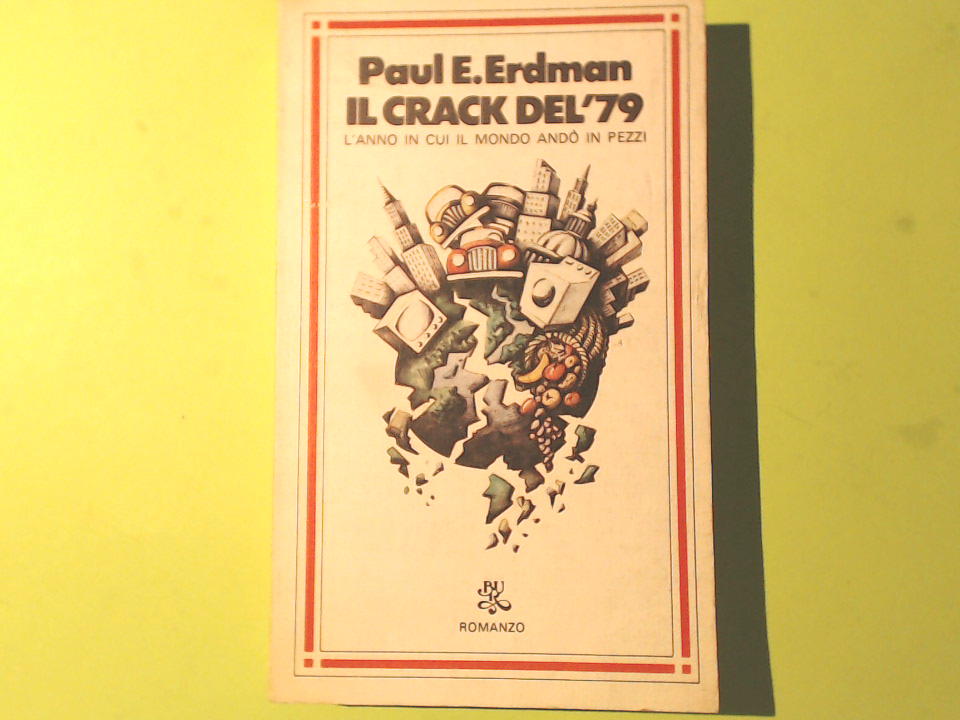 Paul E. Erdman
IL CRACK DEL '79
L'ANNO IN CUI IL MONDO ANDÒ IN PEZZI
BUR
ROMANZO